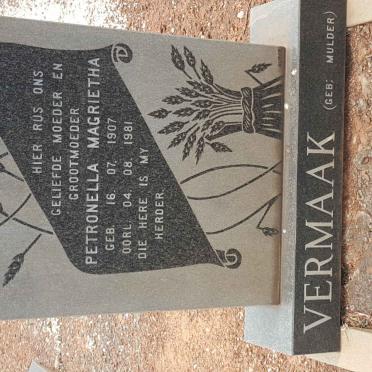 HIER RUS ONS
GELIEFDE MOEDER EN
GROOTMOEDER
PETRONELLA MAGRIETHA
GEB. 16. 07. 1907
OORL. 04. 08. 1981
DIE HERE IS MY
HERDER.
VERMAAK (GEB: MULDER)